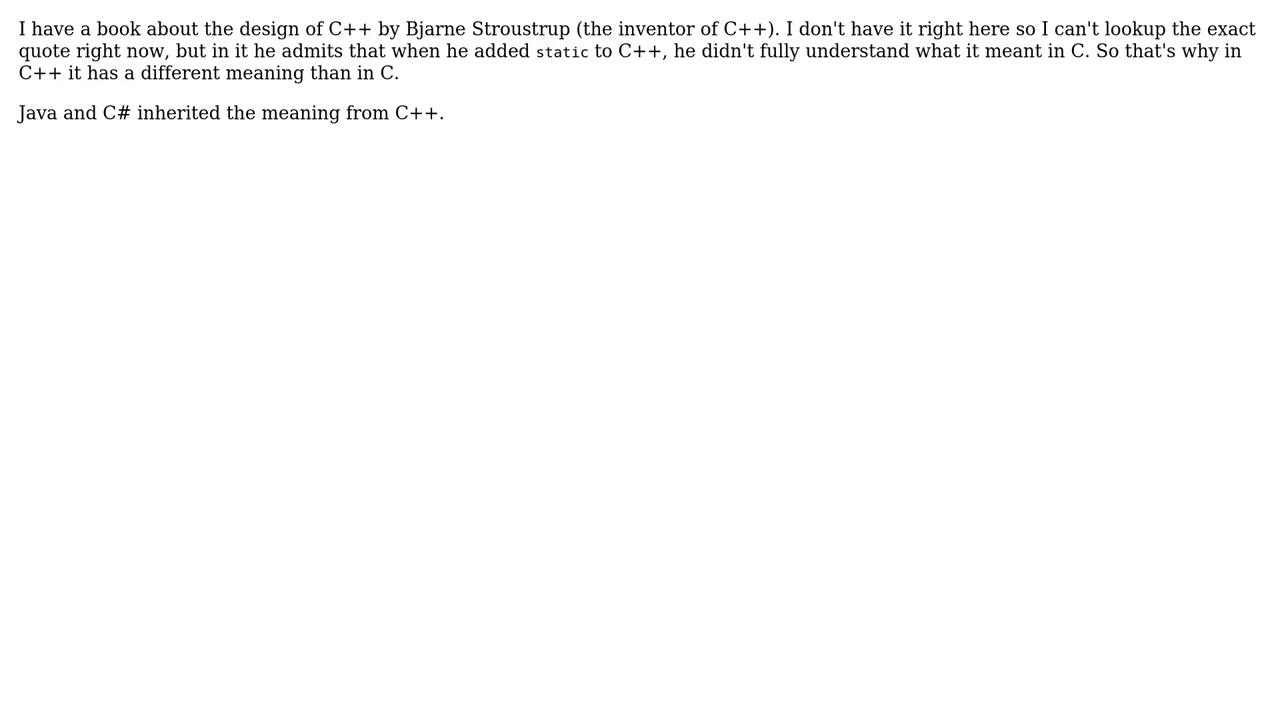 I have a book about the design of C++ by Bjarne Stroustrup (the inventor of C++). I don't have it right here so I can't lookup the exact
quote right now, but in it he admits that when he added static to C++, he didn't fully understand what it meant in C. So that's why in
C++ it has a different meaning than in C.
Java and C# inherited the meaning from C++.